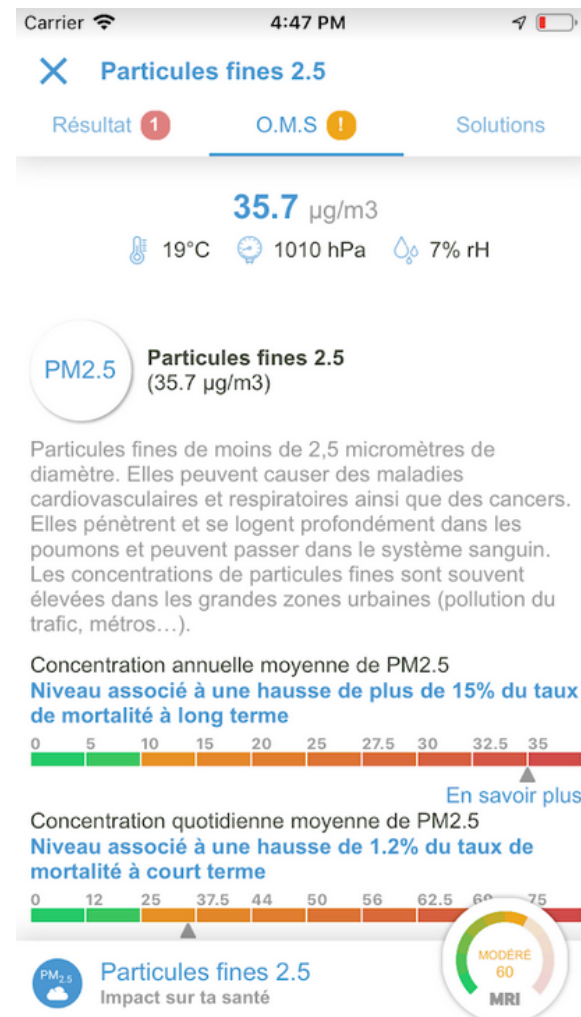 Carrier 4:47 PM
Particules fines 2.5
Résultat 1 O.M.S ! Solutions
35.7 µg/m3
19°C 1010 hPa 7% rH
PM2.5
Particules fines 2.5
(35.7 µg/m3)
Particules fines de moins de 2,5 micromètres de
diamètre. Elles peuvent causer des maladies
cardiovasculaires et respiratoires ainsi que des cancers.
Elles pénètrent et se logent profondément dans les
poumons et peuvent passer dans le système sanguin.
Les concentrations de particules fines sont souvent
élevées dans les grandes zones urbaines (pollution du
trafic, métros…).
Concentration annuelle moyenne de PM2.5
Niveau associé à une hausse de plus de 15% du taux
de mortalité à long terme
0 5 10 15 20 25 27.5 30 32.5 35
En savoir plus
Concentration quotidienne moyenne de PM2.5
Niveau associé à une hausse de 1.2% du taux de
mortalité à court terme
0 12 25 37.5 44 50 56 62.5 69 75
PM2.5
Particules fines 2.5
Impact sur ta santé
MODÉRÉ
60
MRI